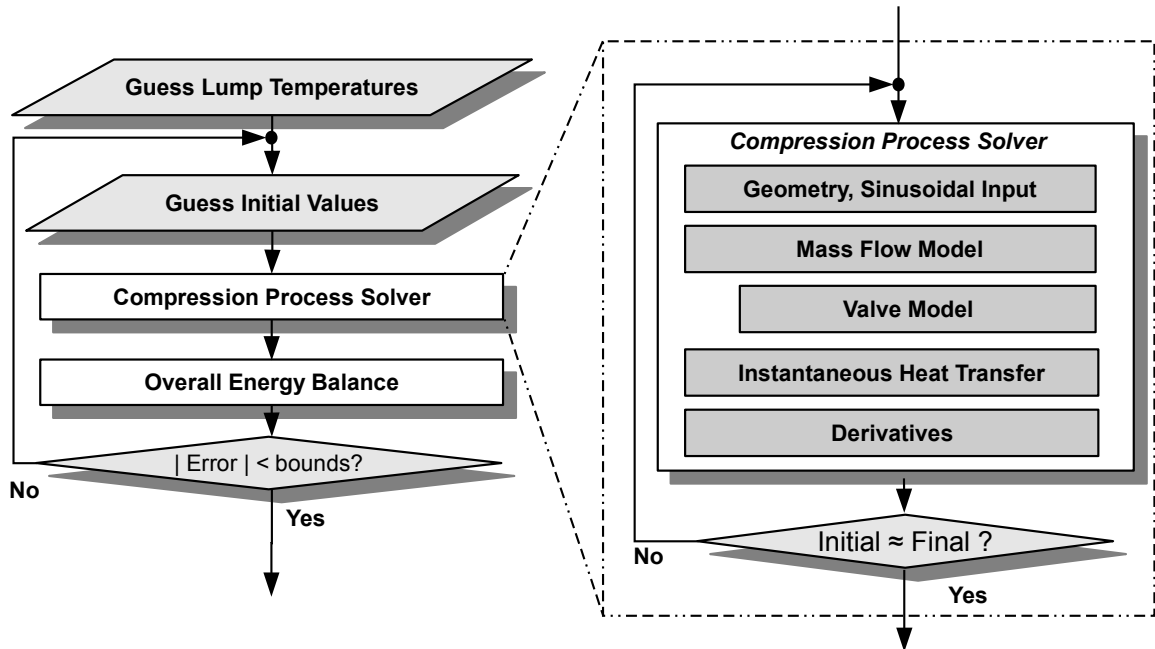 Guess Lump Temperatures
Guess Initial Values
Compression Process Solver
Overall Energy Balance
| Error | < bounds?
No
Yes
Compression Process Solver
Geometry, Sinusoidal Input
Mass Flow Model
Valve Model
Instantaneous Heat Transfer
Derivatives
Initial ≈ Final ?
No
Yes